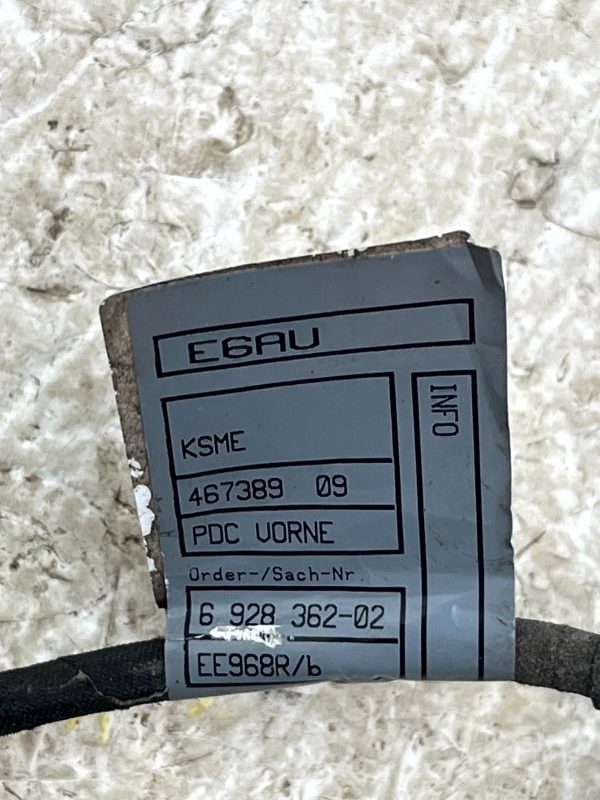 E6AU
INFO
KSME
467389 09
PDC VORNE
Order-/Sach-Nr.
6 928 362-02
EE968R/b